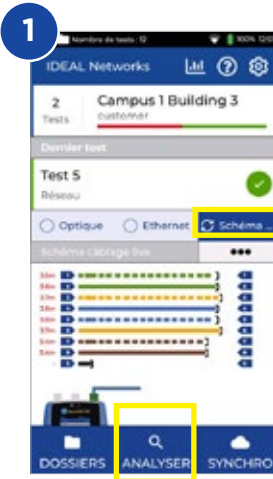 1
Nombre de tests: 12
100%
IDEAL Networks
2
Tests
Campus 1 Building 3
customer
Dernier test
Test 5
Réseau
Optique
Ethernet
Schéma ...
Schéma câblage live
DOSSIERS
ANALYSER
SYNCHRO